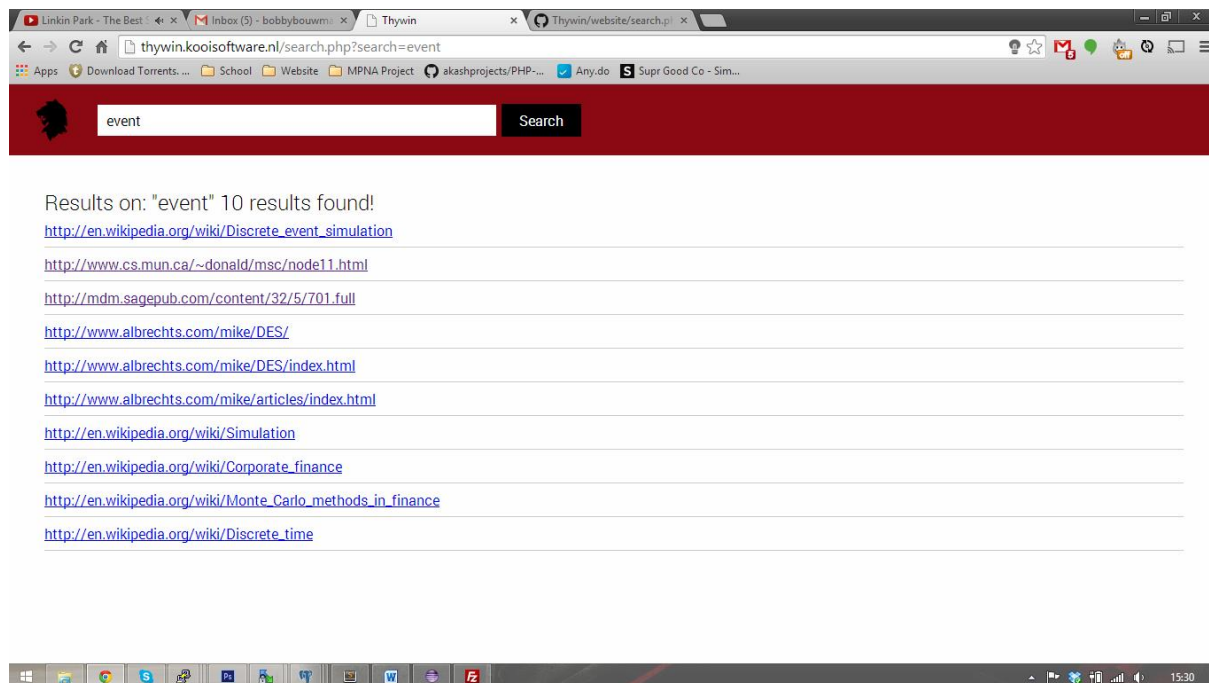 Linkin Park - The Best S
Inbox (5) - bobbybouwma
Thywin
Thywin/website/search.ph
thywin.kooisoftware.nl/search.php?search=event
Apps
Download Torrents. ...
School
Website
MPNA Project
akashprojects/PHP-...
Any.do
Supr Good Co - Sim...
event
Search
Results on: "event" 10 results found!
http://en.wikipedia.org/wiki/Discrete_event_simulation
http://www.cs.mun.ca/~donald/msc/node11.html
http://mdm.sagepub.com/content/32/5/701.full
http://www.albrechts.com/mike/DES/
http://www.albrechts.com/mike/DES/index.html
http://www.albrechts.com/mike/articles/index.html
http://en.wikipedia.org/wiki/Simulation
http://en.wikipedia.org/wiki/Corporate_finance
http://en.wikipedia.org/wiki/Monte_Carlo_methods_in_finance
http://en.wikipedia.org/wiki/Discrete_time
15:30